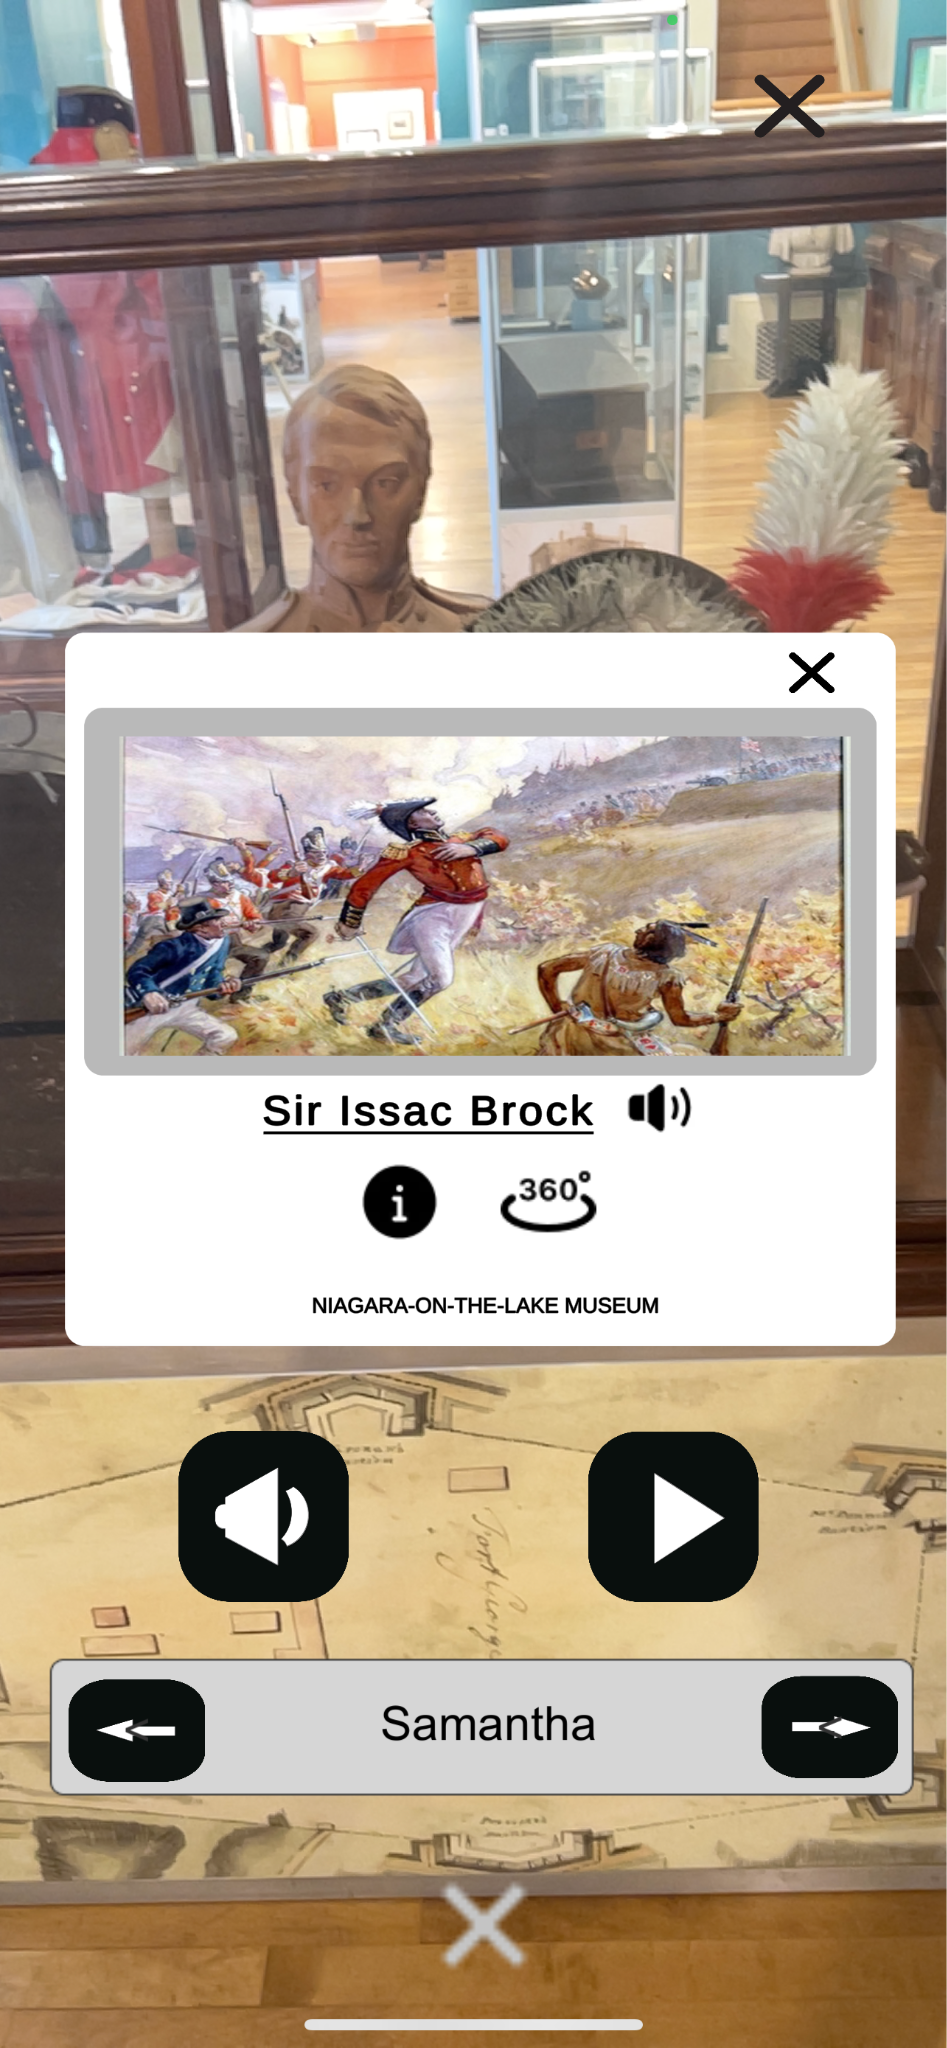 Sir Issac Brock
i
360°
NIAGARA-ON-THE-LAKE MUSEUM
Samantha